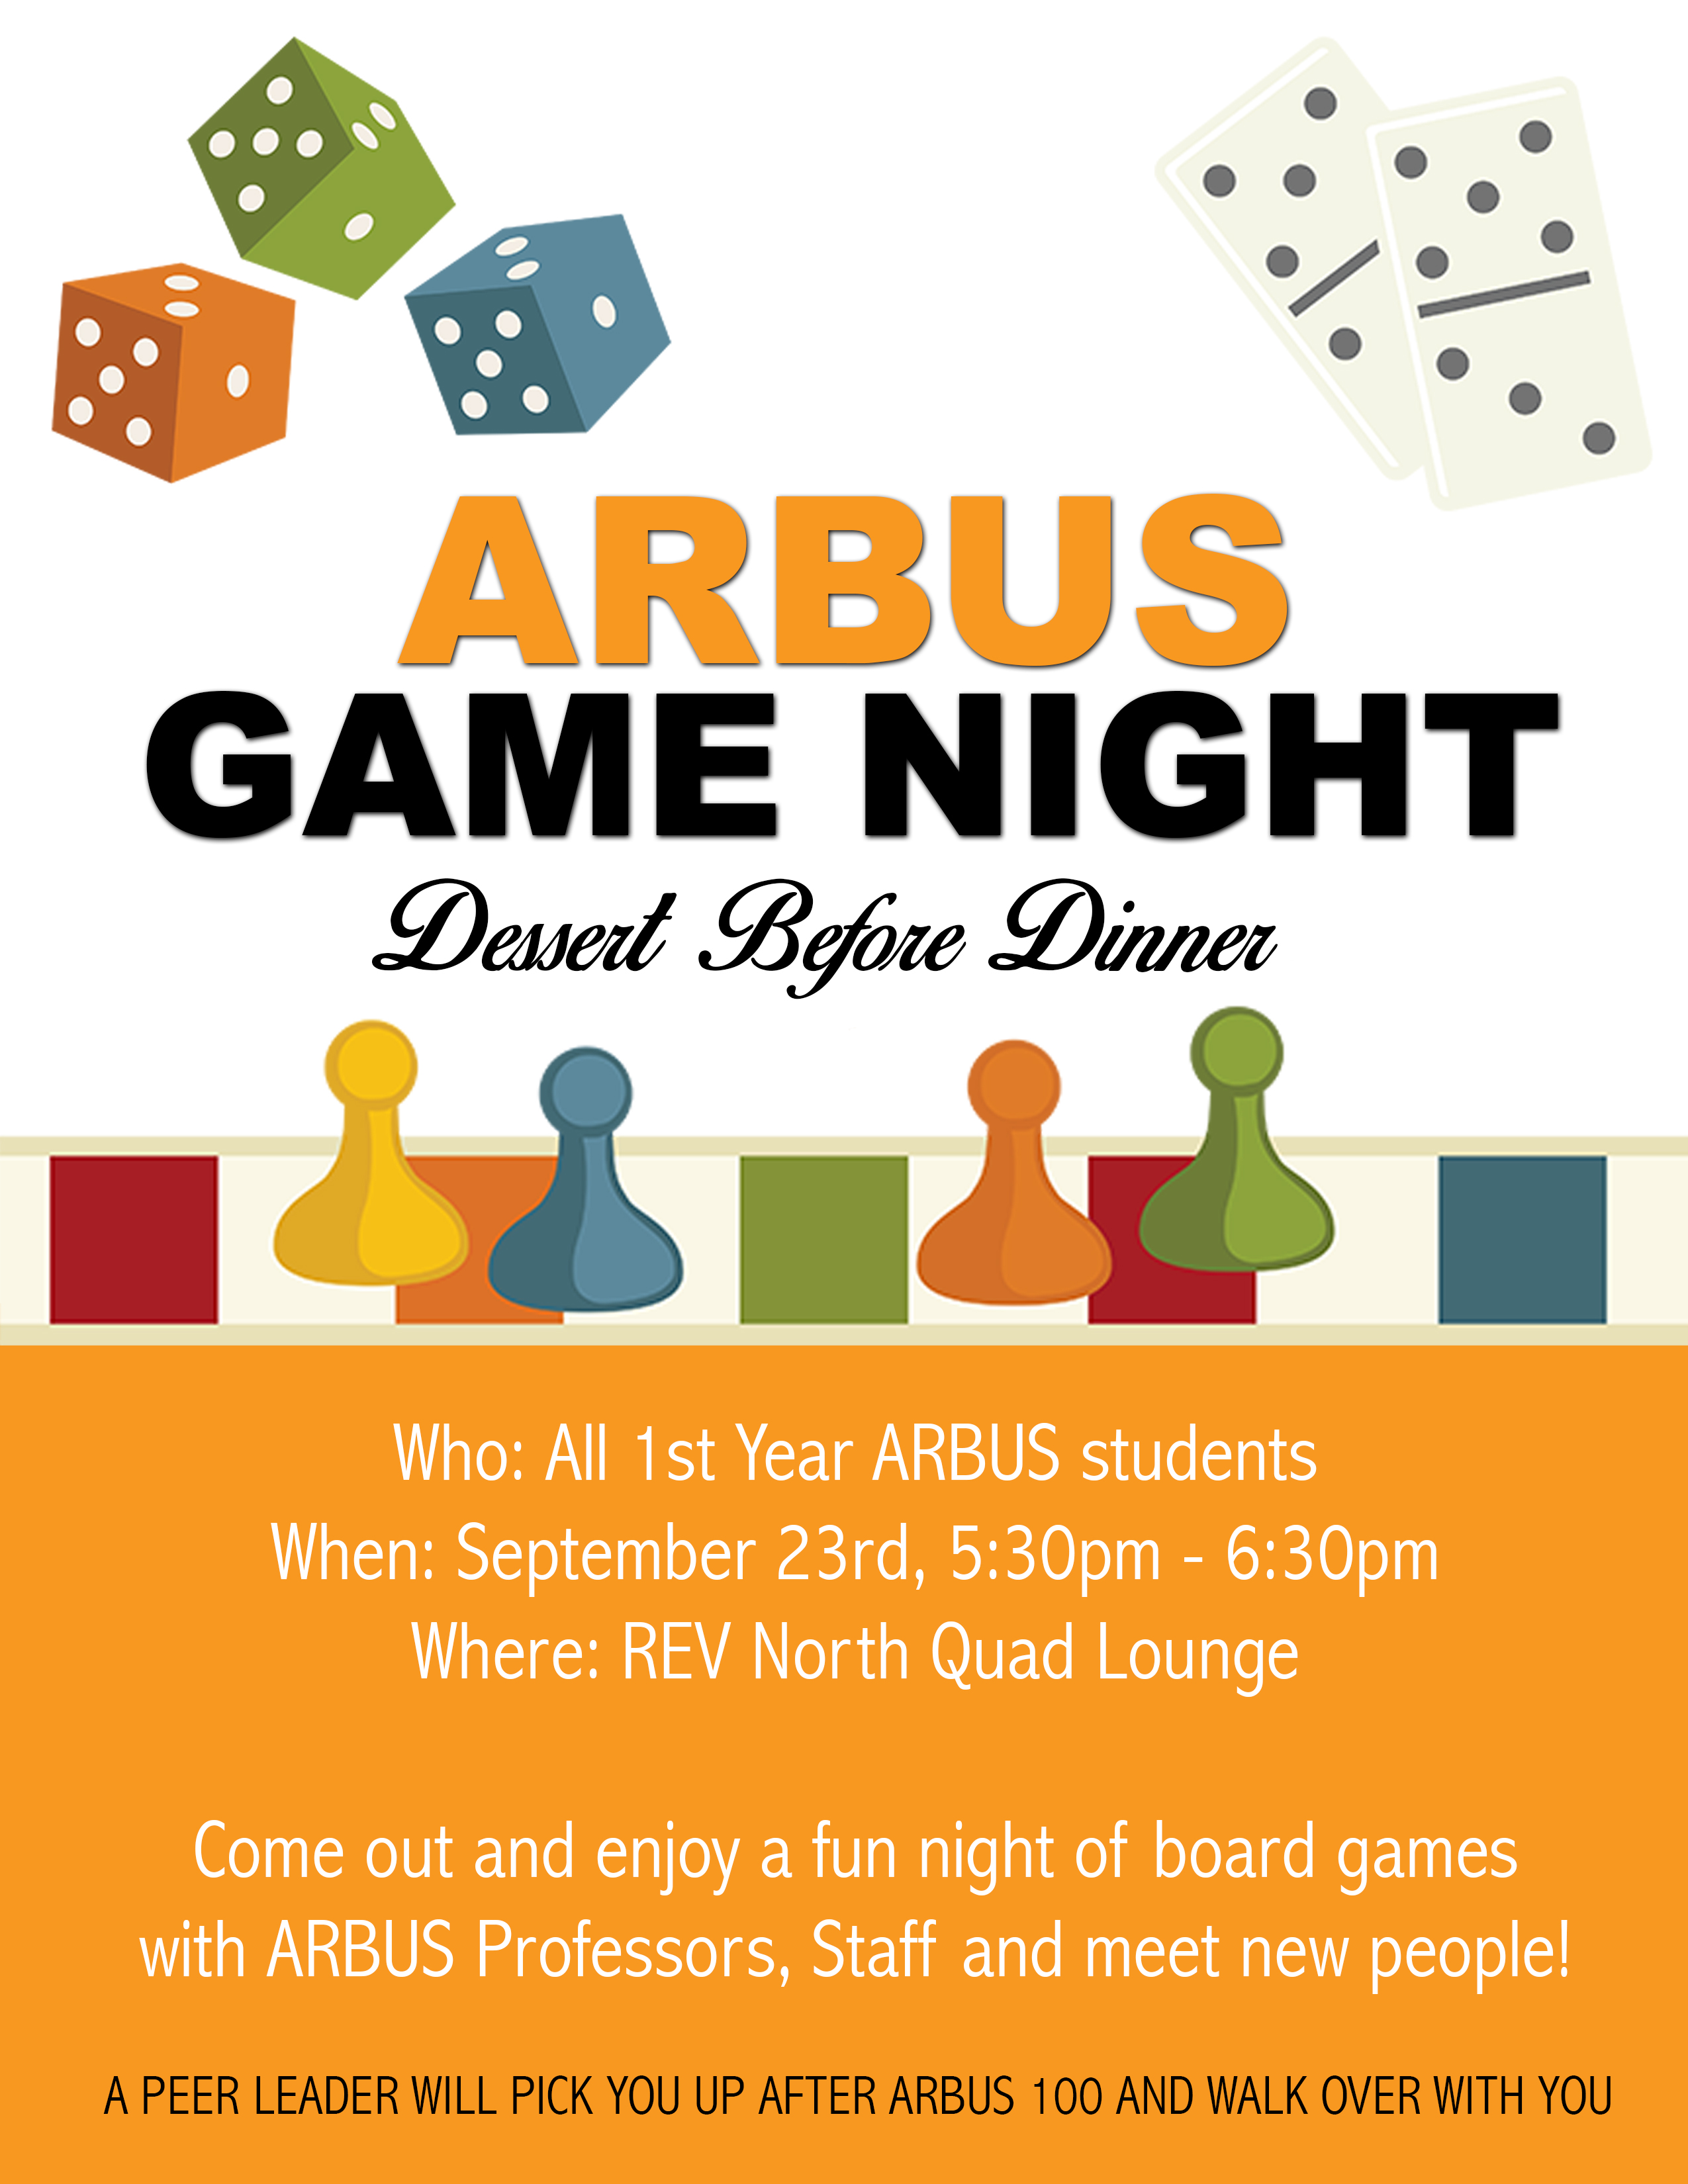 ARBUS
GAME NIGHT
Dessert Before Dinner
Who: All 1st Year ARBUS students
When: September 23rd, 5:30pm - 6:30pm
Where: REV North Quad Lounge
Come out and enjoy a fun night of board games
with ARBUS Professors, Staff and meet new people!
A PEER LEADER WILL PICK YOU UP AFTER ARBUS 100 AND WALK OVER WITH YOU